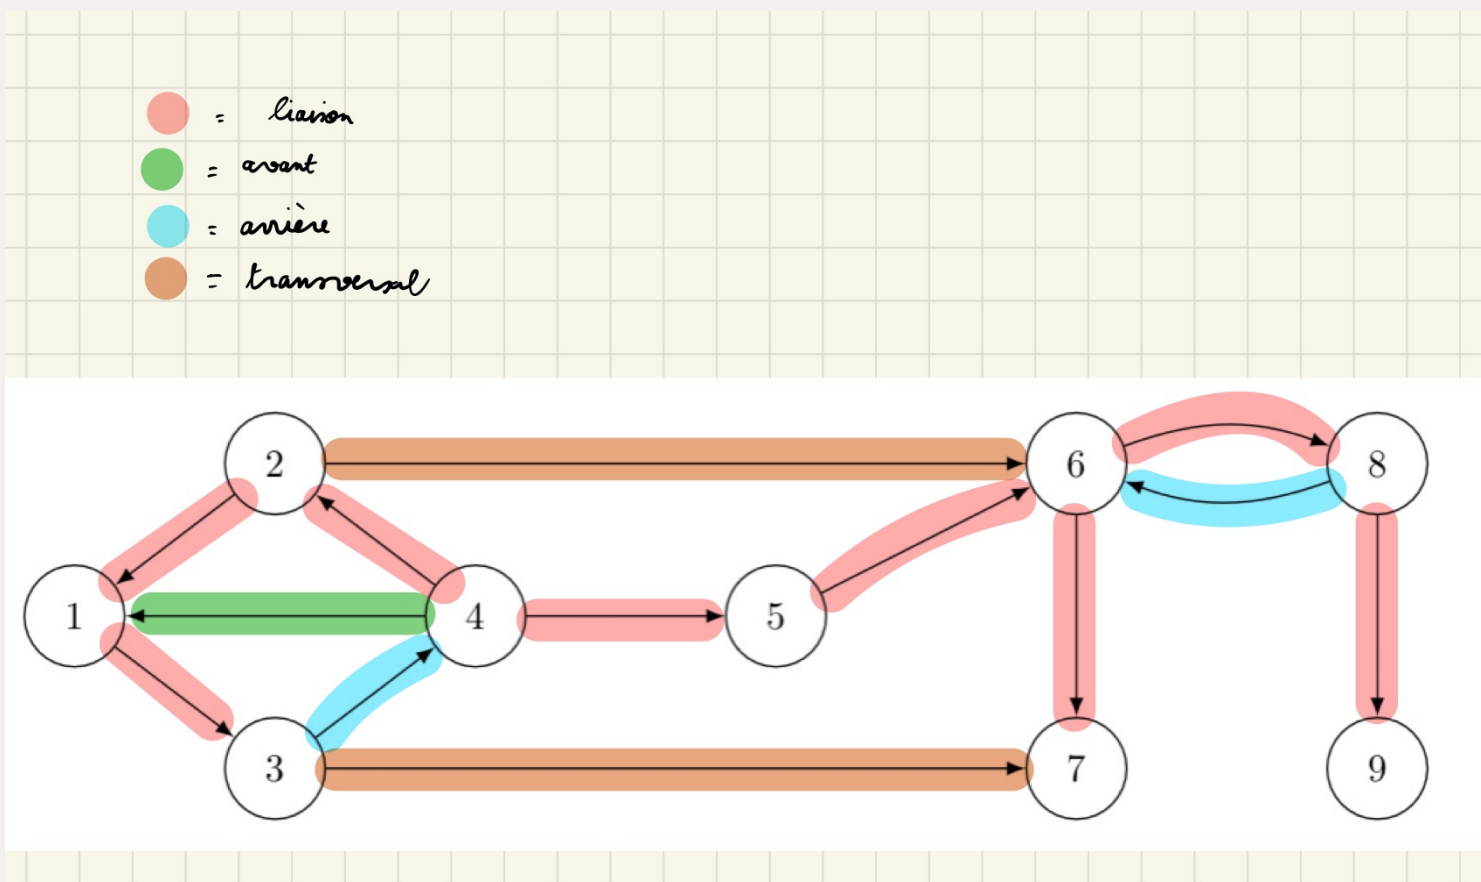 = liaison
= avant
= arrière
= transversal
2
6
8
1
4
5
3
7
9